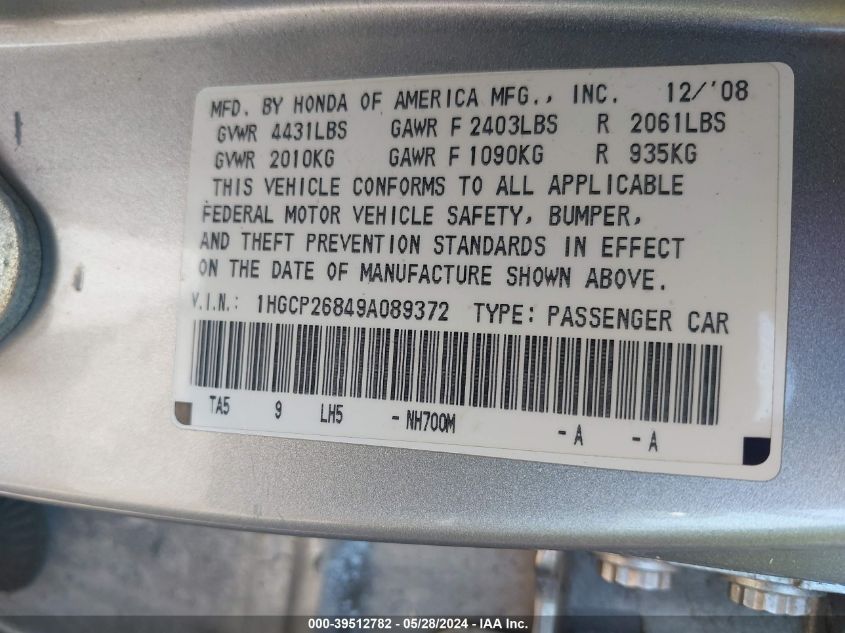 MFD. BY HONDA OF AMERICA MFG., INC. 12/'08
GVWR 4431LBS GAWR F 2403LBS R 2061LBS
GVWR 2010KG GAWR F 1090KG R 935KG
THIS VEHICLE CONFORMS TO ALL APPLICABLE
FEDERAL MOTOR VEHICLE SAFETY, BUMPER,
AND THEFT PREVENTION STANDARDS IN EFFECT
ON THE DATE OF MANUFACTURE SHOWN ABOVE.
V.I.N.: 1HGCP26849A089372 TYPE: PASSENGER CAR
TA5 9 LH5 - NH700M - A - A
000-39512782 - 05/28/2024 - IAA Inc.